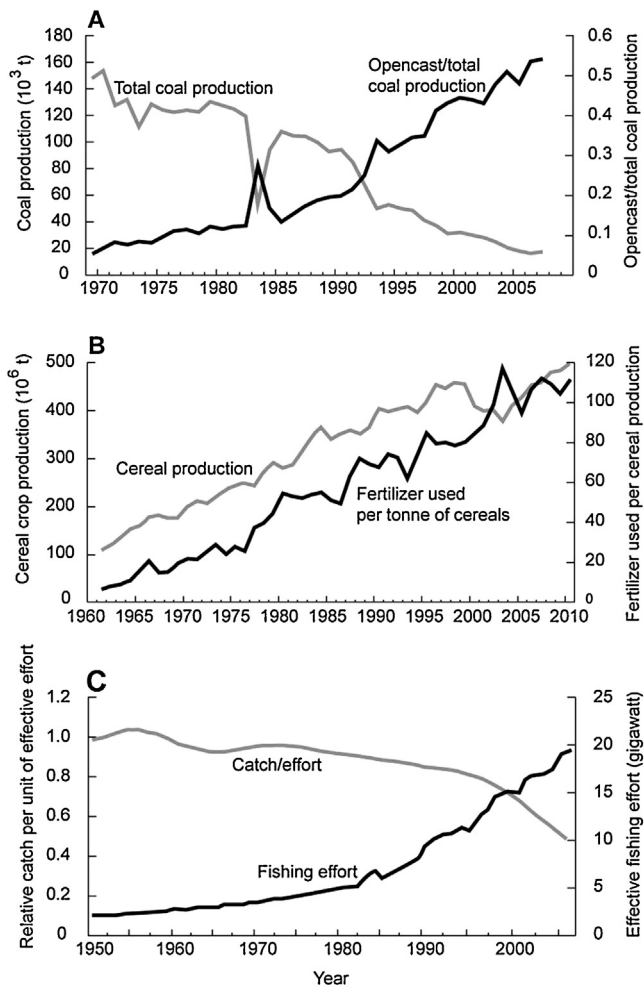 A
Coal production (10³ t)
180
160
140
120
100
80
60
40
20
0
Total coal production
Opencast/total
coal production
0.6
0.5
0.4
0.3
0.2
0.1
0
Opencast/total coal production
1970 1975 1980 1985 1990 1995 2000 2005
B
Cereal crop production (10⁶ t)
500
400
300
200
100
0
Cereal production
Fertilizer used
per tonne of cereals
120
100
80
60
40
20
0
Fertilizer used per cereal production
1960 1965 1970 1975 1980 1985 1990 1995 2000 2005 2010
C
Relative catch per unit of effective effort
1.2
1.0
0.8
0.6
0.4
0.2
0
Catch/effort
Fishing effort
25
20
15
10
5
0
Effective fishing effort (gigawatt)
1950 1960 1970 1980 1990 2000
Year